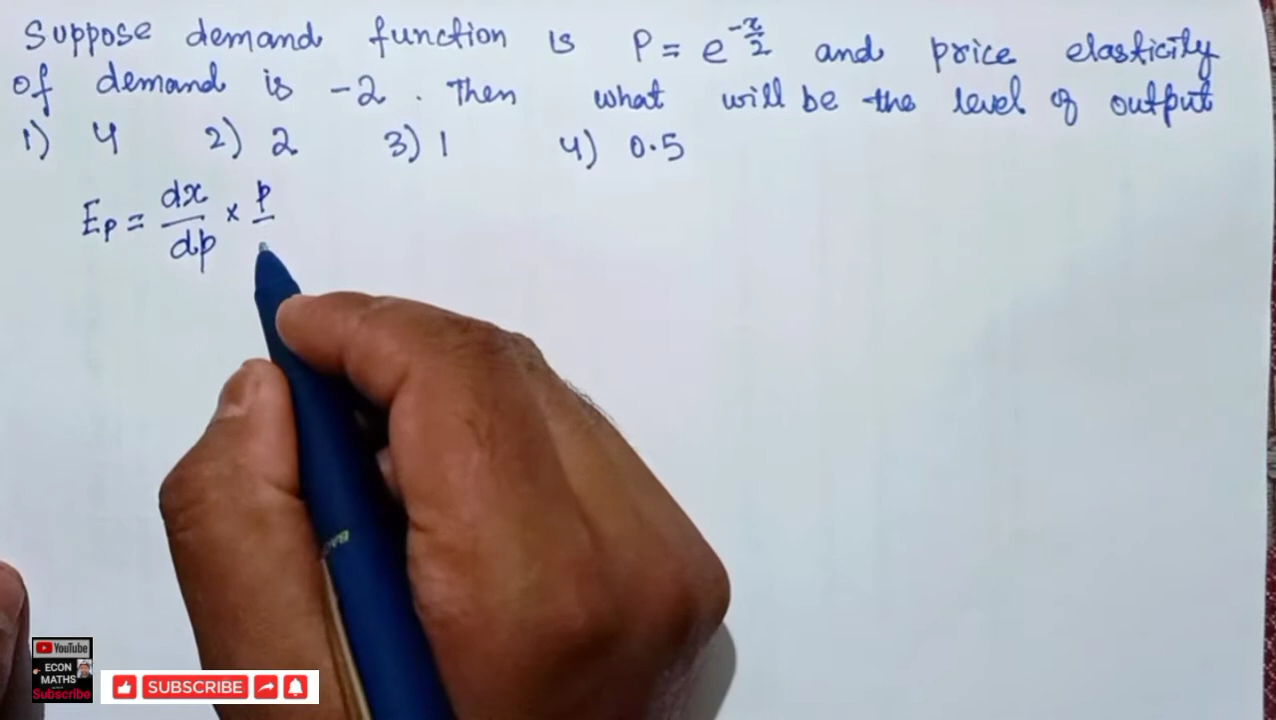 Suppose demand function is P = e^{-x/2} and price elasticity
of demand is -2. Then what will be the level of output
1) 4 2) 2 3) 1 4) 0.5
Ep = dx/dp × p/
YouTube
ECON
MATHS
Subscribe
SUBSCRIBE